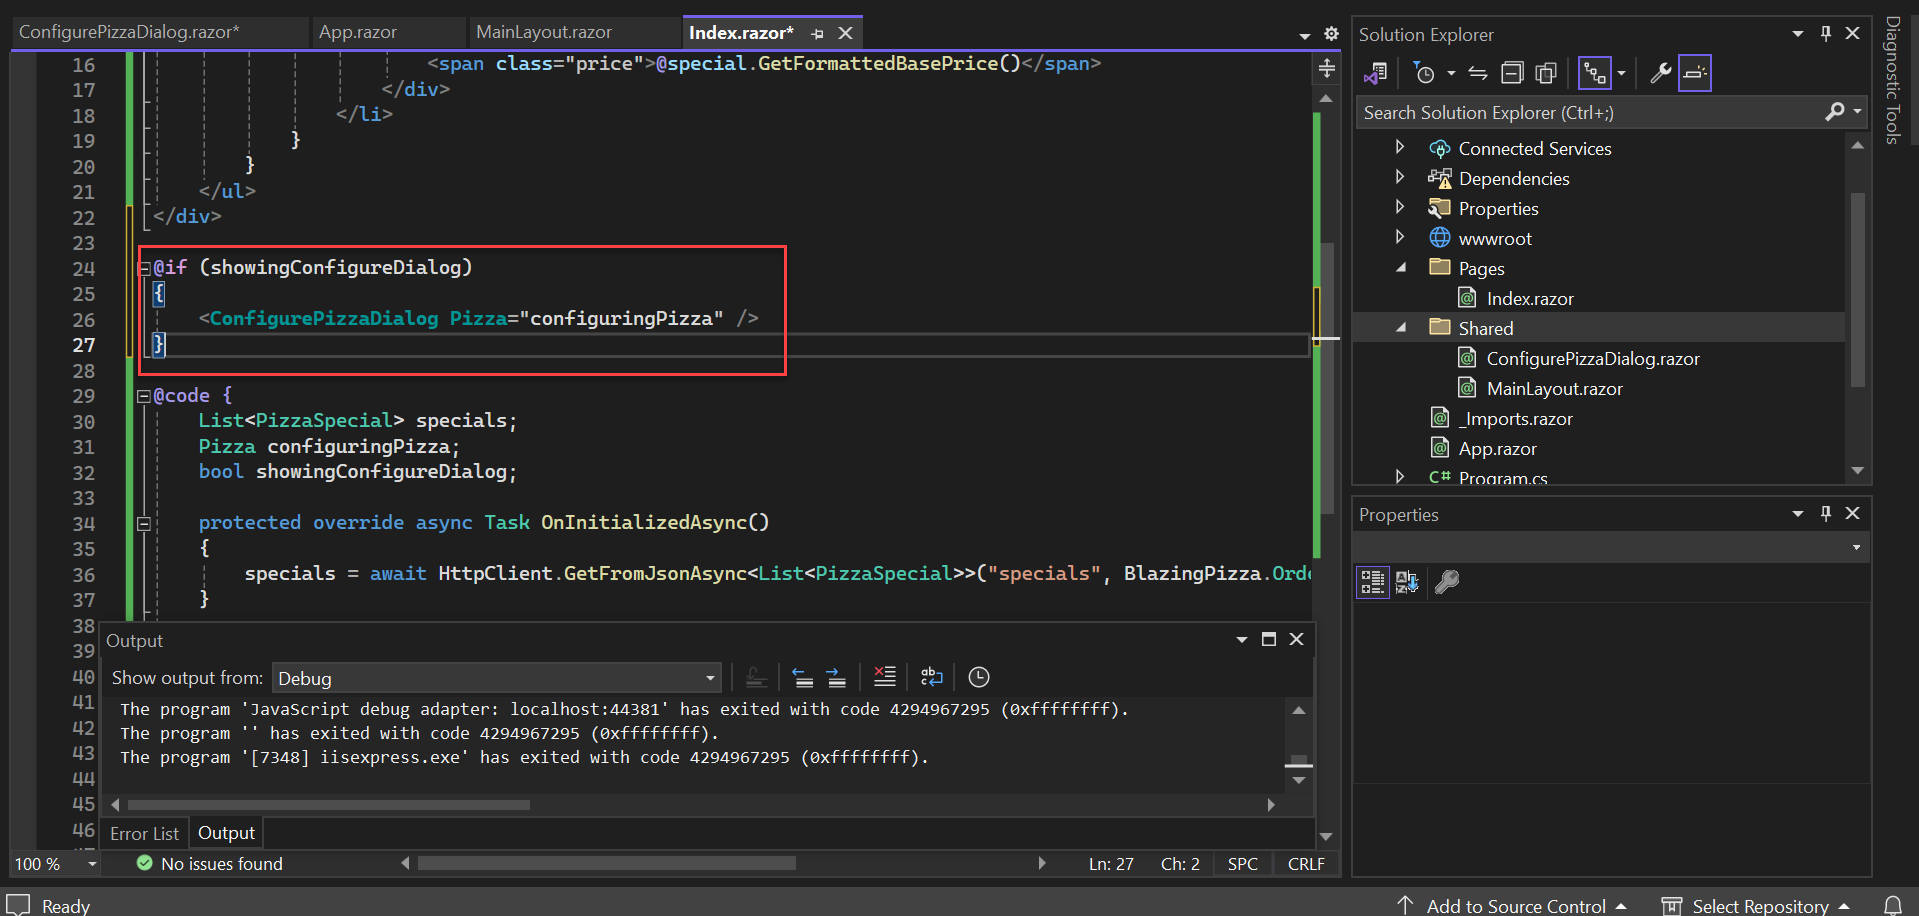 ConfigurePizzaDialog.razor*
App.razor
MainLayout.razor
Index.razor*
16 <span class="price">@special.GetFormattedBasePrice()</span>
17 </div>
18 </li>
19 }
20 }
21 </ul>
22 </div>
23
24 @if (showingConfigureDialog)
25 {
26 <ConfigurePizzaDialog Pizza="configuringPizza" />
27 }
28
29 @code {
30 List<PizzaSpecial> specials;
31 Pizza configuringPizza;
32 bool showingConfigureDialog;
33
34 protected override async Task OnInitializedAsync()
35 {
36 specials = await HttpClient.GetFromJsonAsync<List<PizzaSpecial>>("specials", BlazingPizza.Orde
37 }
38
39
40
41
42
43
44
45
46
Output
Show output from:
Debug
The program 'JavaScript debug adapter: localhost:44381' has exited with code 4294967295 (0xffffffff).
The program '' has exited with code 4294967295 (0xffffffff).
The program '[7348] iisexpress.exe' has exited with code 4294967295 (0xffffffff).
Error List
Output
100 %
No issues found
Ln: 27
Ch: 2
SPC
CRLF
Solution Explorer
Search Solution Explorer (Ctrl+;)
Connected Services
Dependencies
Properties
wwwroot
Pages
Index.razor
Shared
ConfigurePizzaDialog.razor
MainLayout.razor
_Imports.razor
App.razor
C# Program.cs
Properties
Diagnostic Tools
Ready
Add to Source Control
Select Repository